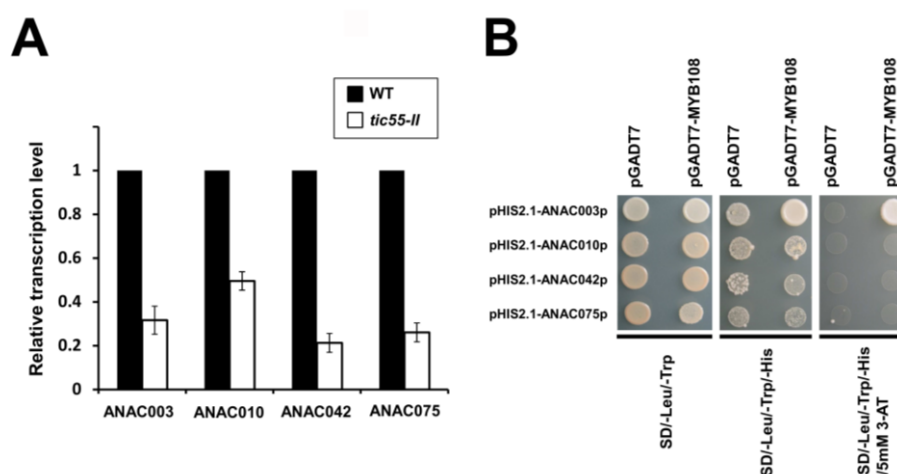 A
WT
tic55-II
Relative transcription level
1
0.8
0.6
0.4
0.2
0
ANAC003
ANAC010
ANAC042
ANAC075
B
pGADT7
pGADT7-MYB108
pGADT7
pGADT7-MYB108
pGADT7
pGADT7-MYB108
pHIS2.1-ANAC003p
pHIS2.1-ANAC010p
pHIS2.1-ANAC042p
pHIS2.1-ANAC075p
SD/-Leu/-Trp
SD/-Leu/-Trp/-His
SD/-Leu/-Trp/-His
/5mM 3-AT